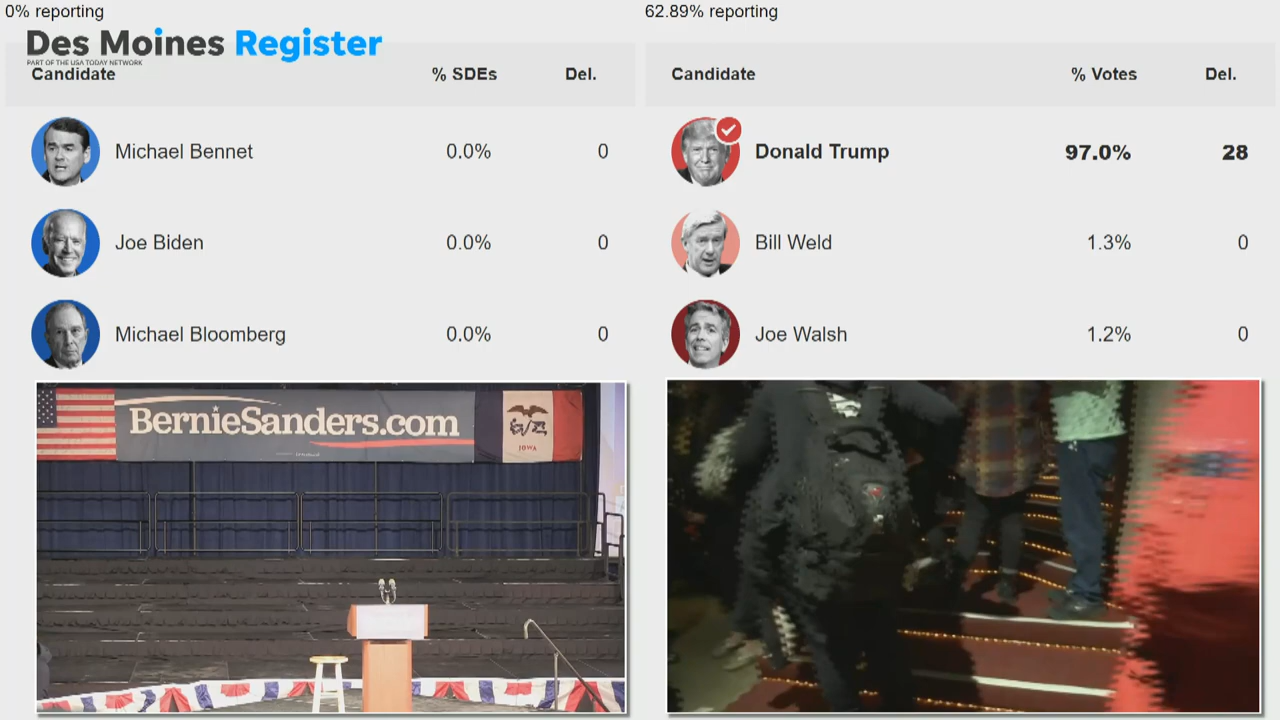 0% reporting
Des Moines Register
PART OF THE USA TODAY NETWORK
Candidate % SDEs Del.
Michael Bennet 0.0% 0
Joe Biden 0.0% 0
Michael Bloomberg 0.0% 0
62.89% reporting
Candidate % Votes Del.
Donald Trump 97.0% 28
Bill Weld 1.3% 0
Joe Walsh 1.2% 0
BernieSanders.com
IOWA